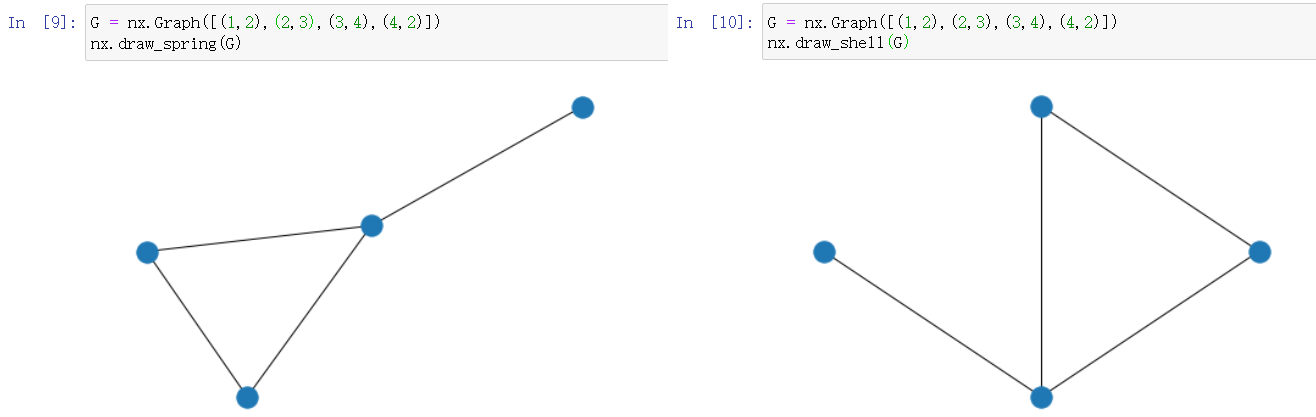 In [9]: G = nx.Graph([(1,2),(2,3),(3,4),(4,2)])
nx.draw_spring(G)
In [10]: G = nx.Graph([(1,2),(2,3),(3,4),(4,2)])
nx.draw_shell(G)